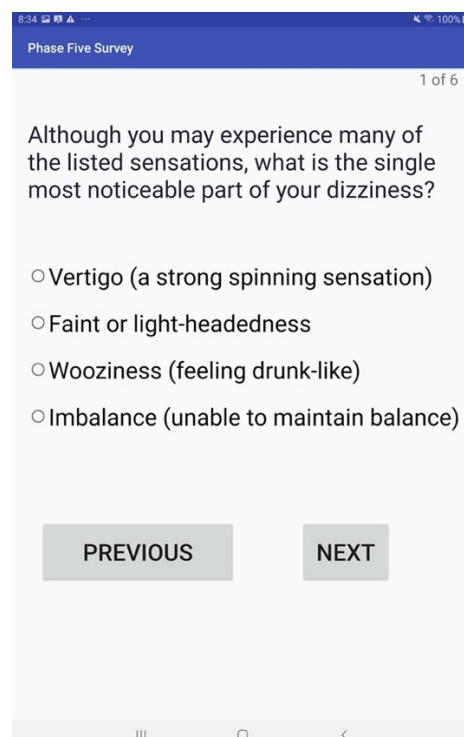 8:34
100%
Phase Five Survey
1 of 6
Although you may experience many of
the listed sensations, what is the single
most noticeable part of your dizziness?
Vertigo (a strong spinning sensation)
Faint or light-headedness
Wooziness (feeling drunk-like)
Imbalance (unable to maintain balance)
PREVIOUS
NEXT